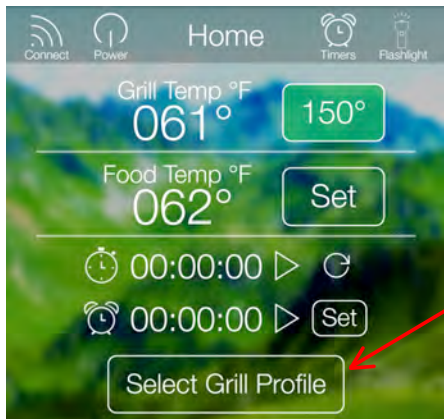 Home
Connect Power Timers Flashlight
Grill Temp °F
061° 150°
Food Temp °F
062° Set
00:00:00
00:00:00 Set
Select Grill Profile